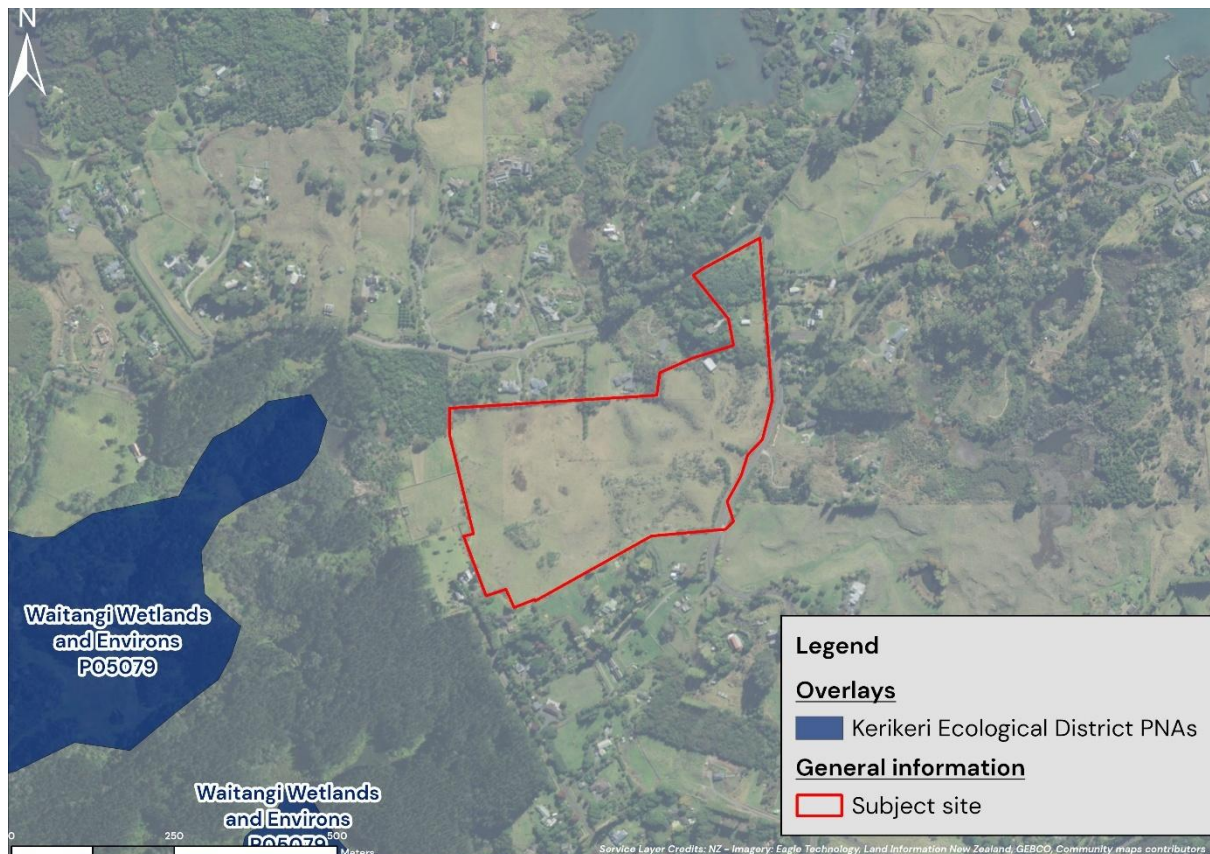 N
Waitangi Wetlands
and Environs
P05079
Waitangi Wetlands
and Environs
P05079
0 250 500
Meters
Legend
Overlays
Kerikeri Ecological District PNAs
General information
Subject site
Service Layer Credits: NZ - Imagery: Eagle Technology, Land Information New Zealand, GEBCO, Community maps contributors